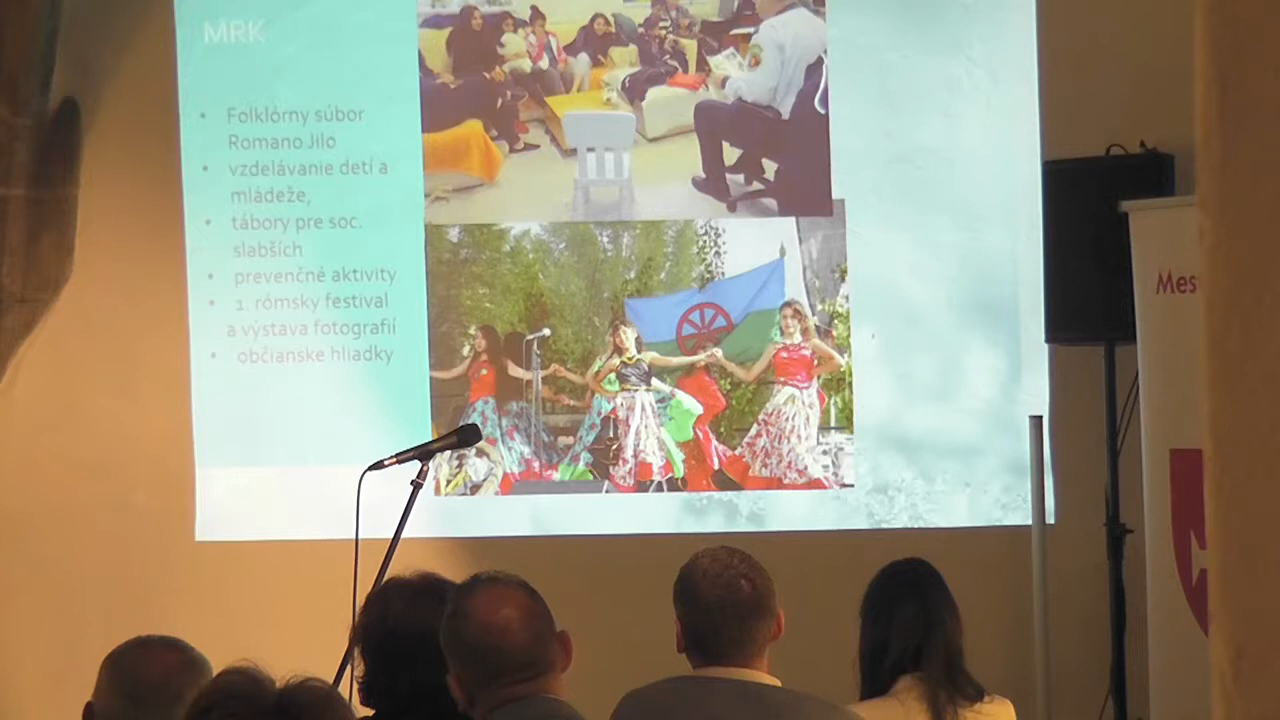 MRK
• Folklórny súbor
Romano Jilo
• vzdelávanie detí a
mládeže,
• tábory pre soc.
slabších
• prevenčné aktivity
• 1. rómsky festival
a výstava fotografií
• občianske hliadky
Mes